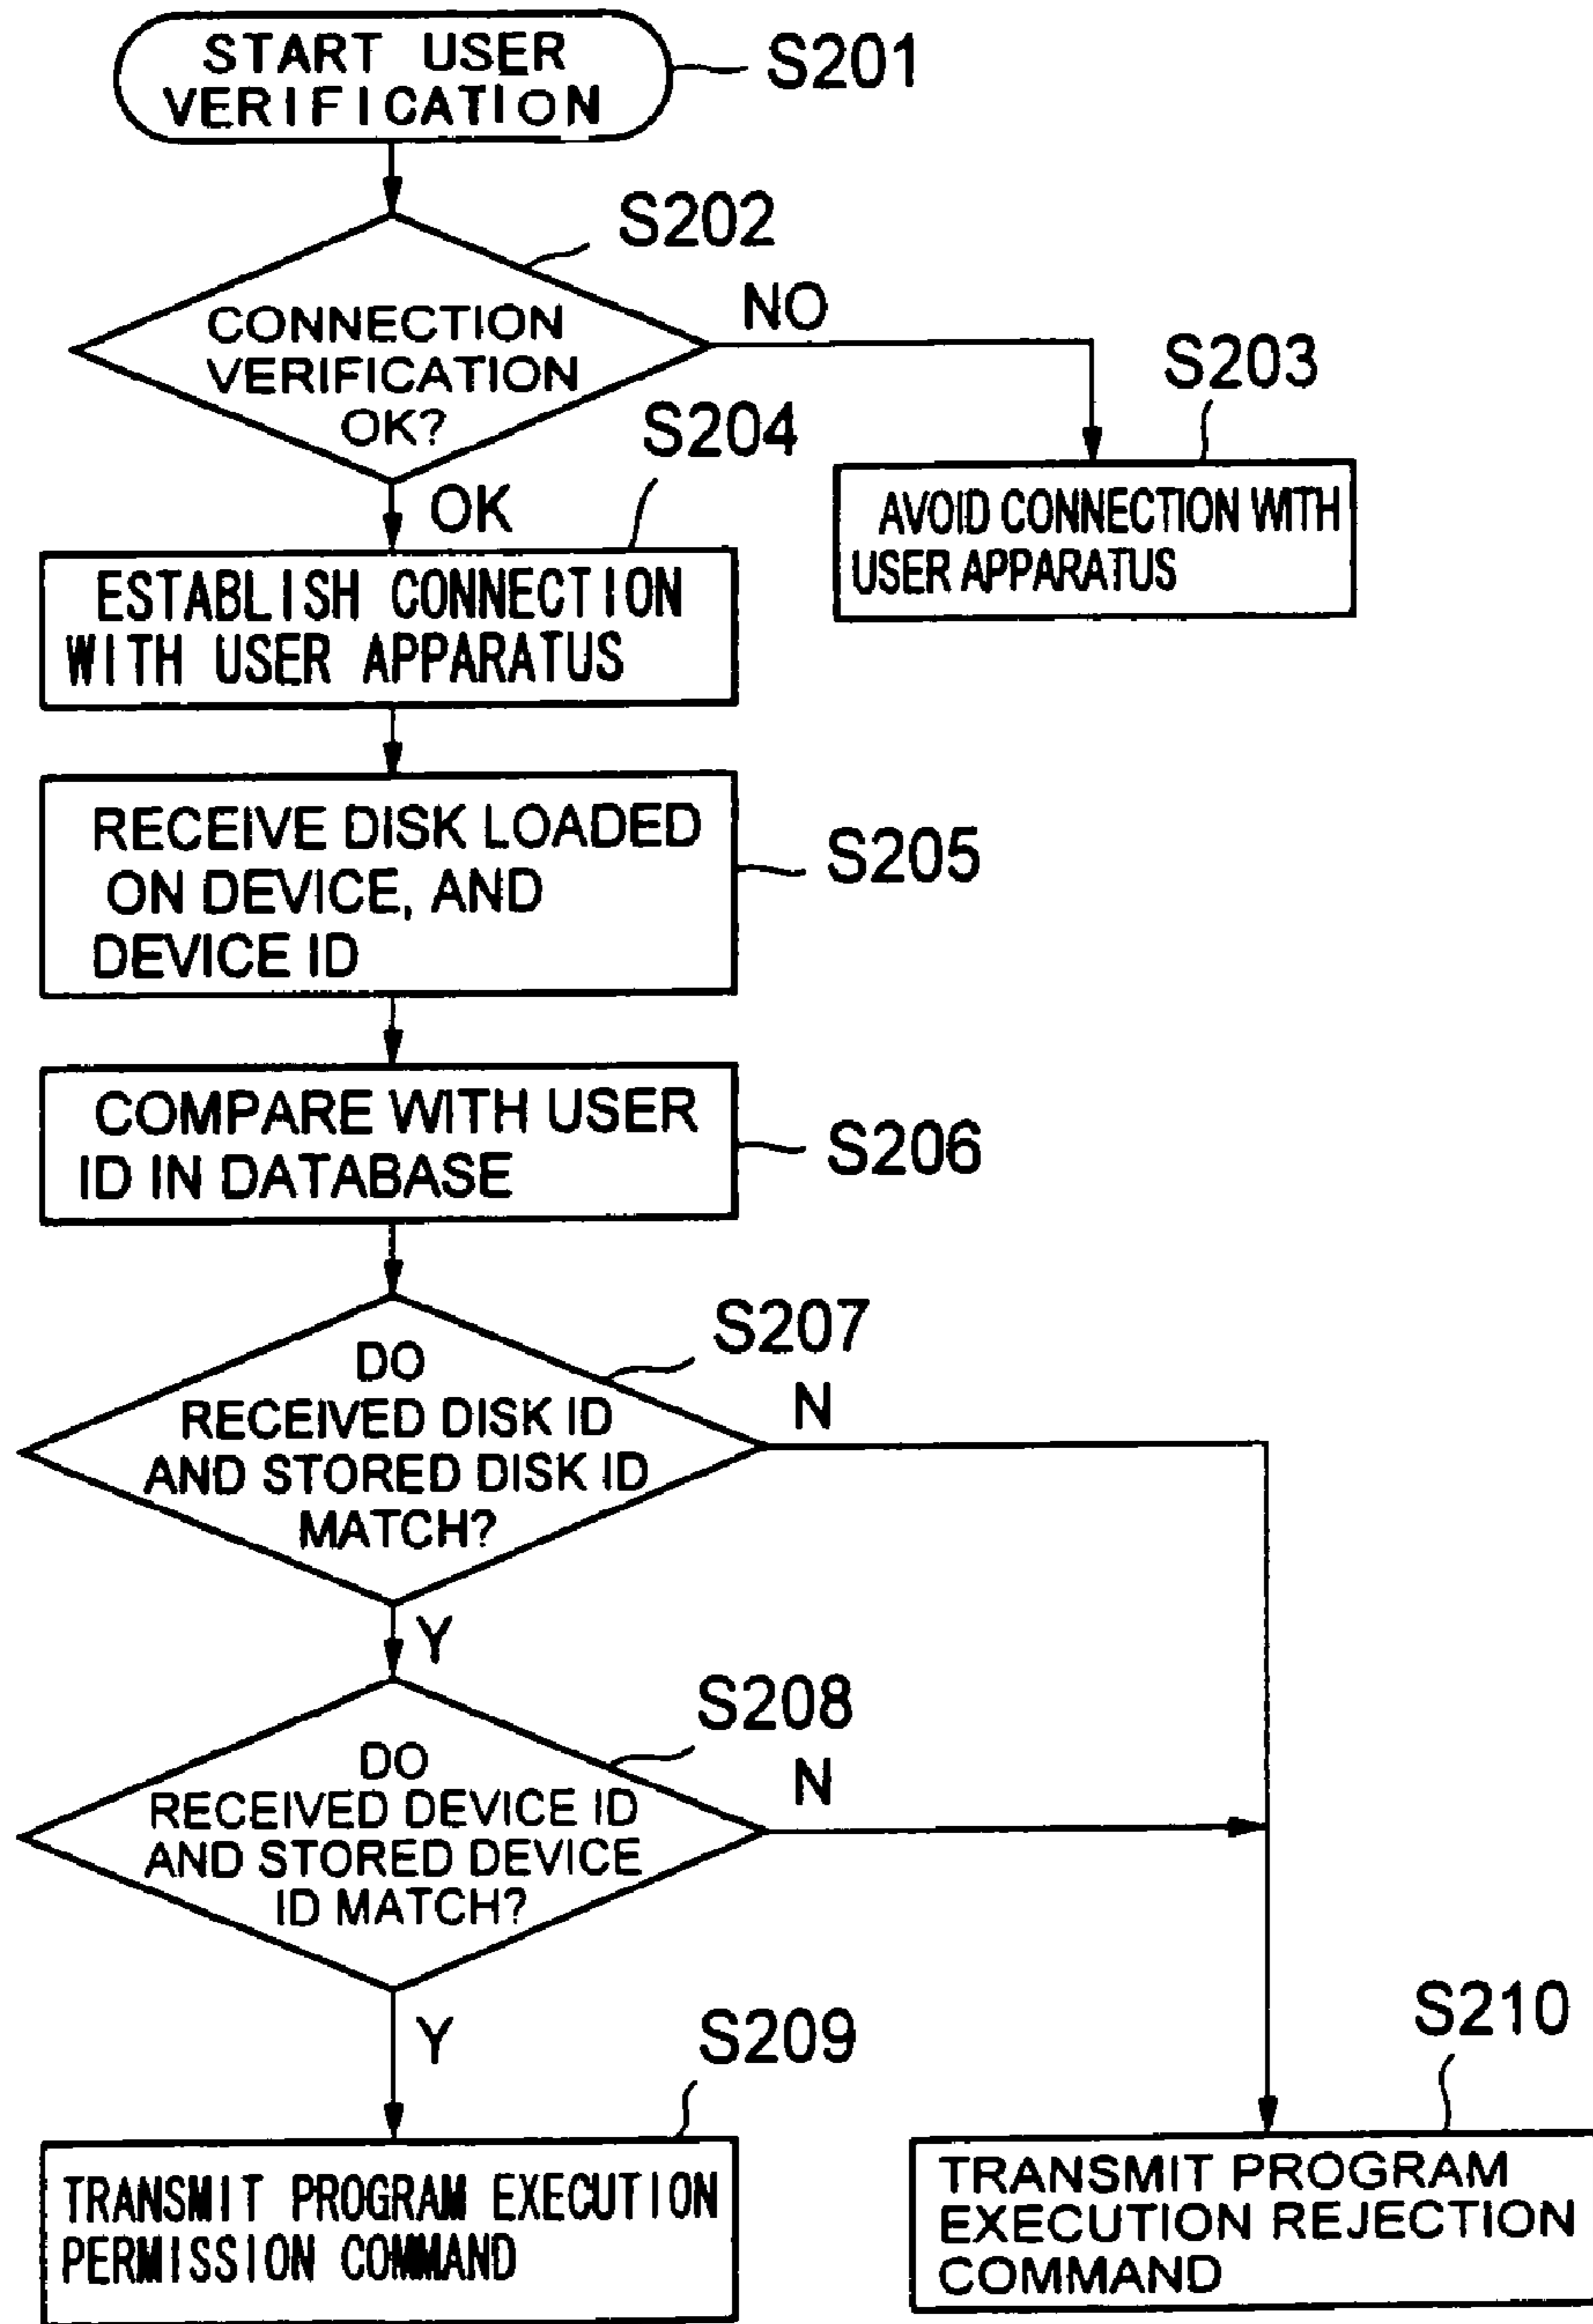 START USER
VERIFICATION
S201
S202
CONNECTION
VERIFICATION
OK?
NO
S203
AVOID CONNECTION WITH
USER APPARATUS
OK
S204
ESTABLISH CONNECTION
WITH USER APPARATUS
RECEIVE DISK LOADED
ON DEVICE, AND
DEVICE ID
S205
COMPARE WITH USER
ID IN DATABASE
S206
S207
DO
RECEIVED DISK ID
AND STORED DISK ID
MATCH?
N
Y
S208
DO
RECEIVED DEVICE ID
AND STORED DEVICE
ID MATCH?
N
Y
S209
TRANSMIT PROGRAM EXECUTION
PERMISSION COMMAND
S210
TRANSMIT PROGRAM
EXECUTION REJECTION
COMMAND